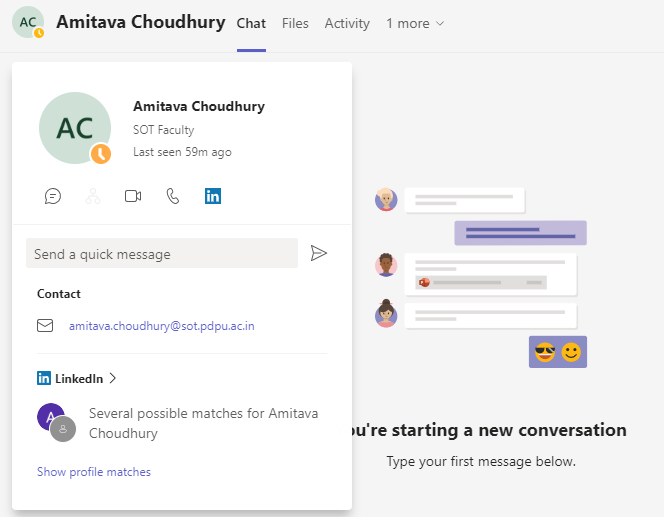 AC Amitava Choudhury Chat Files Activity 1 more
AC
Amitava Choudhury
SOT Faculty
Last seen 59m ago
in
Send a quick message
Contact
amitava.choudhury@sot.pdpu.ac.in
in LinkedIn
A
Several possible matches for Amitava
Choudhury
Show profile matches
ou're starting a new conversation
Type your first message below.